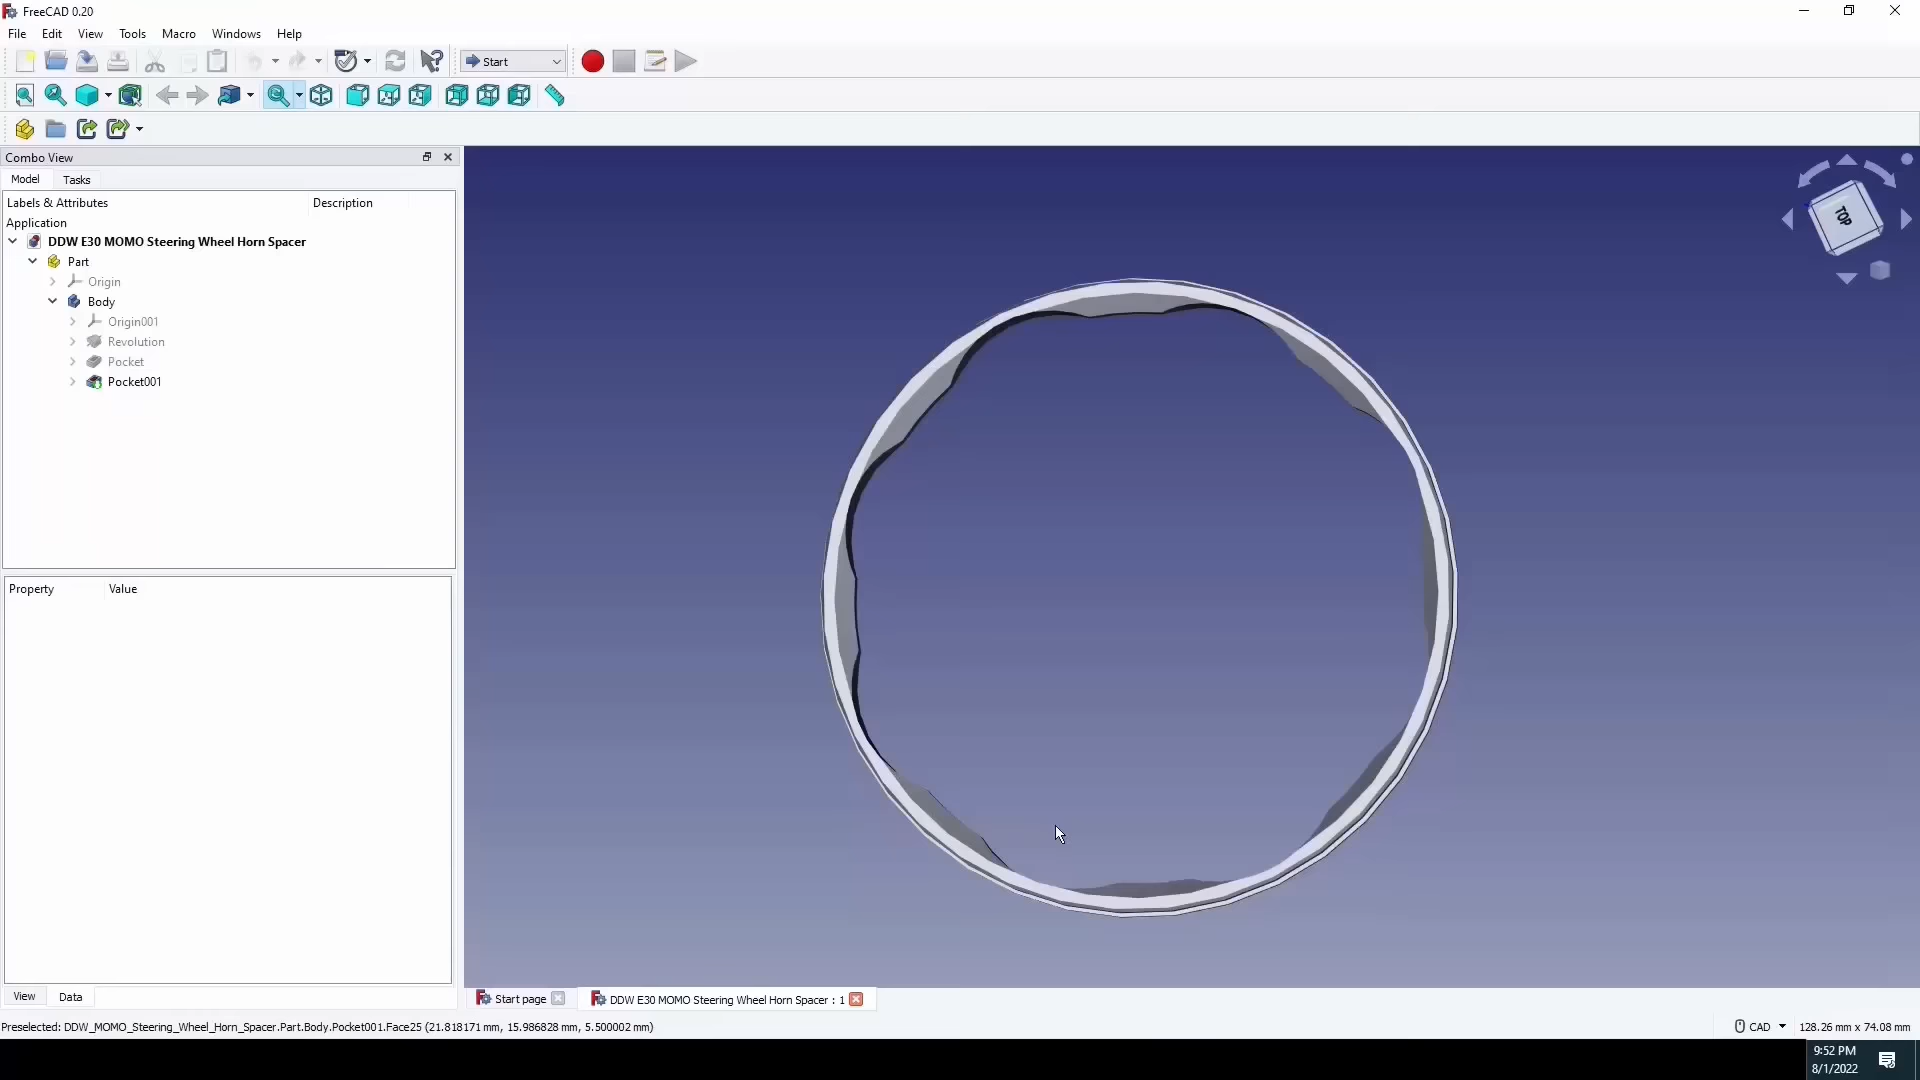 FreeCAD 0.20
File Edit View Tools Macro Windows Help
Start
Combo View
Model Tasks
Labels & Attributes Description
Application
DDW E30 MOMO Steering Wheel Horn Spacer
Part
Origin
Body
Origin001
Revolution
Pocket
Pocket001
TOP
Property Value
View Data
Start page DDW E30 MOMO Steering Wheel Horn Spacer : 1
Preselected: DDW_MOMO_Steering_Wheel_Horn_Spacer.Part.Body.Pocket001.Face25 (21.818171 mm, 15.986828 mm, 5.500002 mm) CAD 128.26 mm x 74.08 mm
9:52 PM
8/1/2022